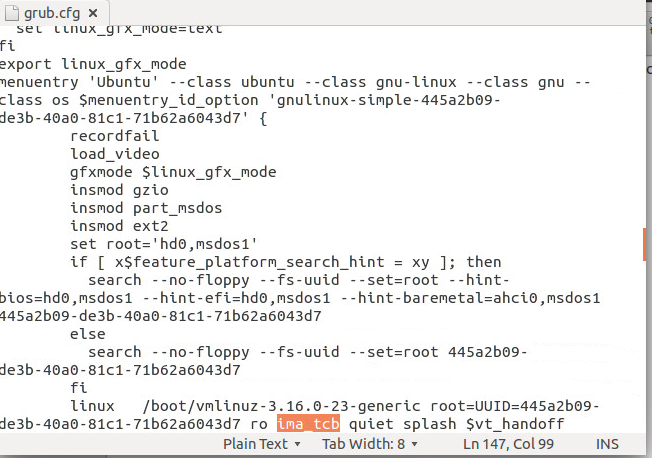 grub.cfg ×
set linux_gfx_mode=text
fi
export linux_gfx_mode
menuentry 'Ubuntu' --class ubuntu --class gnu-linux --class gnu --
class os $menuentry_id_option 'gnulinux-simple-445a2b09-
de3b-40a0-81c1-71b62a6043d7' {
recordfail
load_video
gfxmode $linux_gfx_mode
insmod gzio
insmod part_msdos
insmod ext2
set root='hd0,msdos1'
if [ x$feature_platform_search_hint = xy ]; then
search --no-floppy --fs-uuid --set=root --hint-
bios=hd0,msdos1 --hint-efi=hd0,msdos1 --hint-baremetal=ahci0,msdos1
445a2b09-de3b-40a0-81c1-71b62a6043d7
else
search --no-floppy --fs-uuid --set=root 445a2b09-
de3b-40a0-81c1-71b62a6043d7
fi
linux /boot/vmlinuz-3.16.0-23-generic root=UUID=445a2b09-
de3b-40a0-81c1-71b62a6043d7 ro ima_tcb quiet splash $vt_handoff
Plain Text Tab Width: 8 Ln 147, Col 99 INS